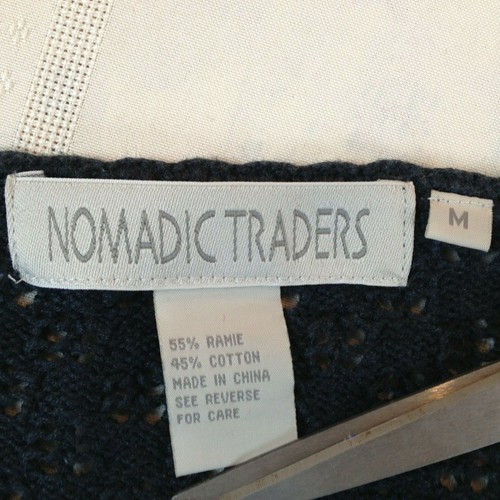 NOMADIC TRADERS
M
55% RAMIE
45% COTTON
MADE IN CHINA
SEE REVERSE
FOR CARE